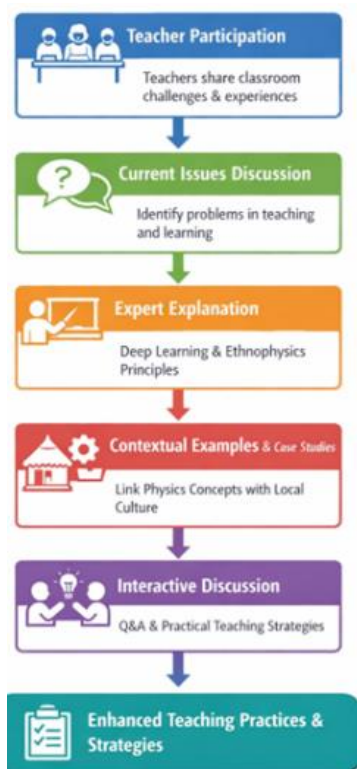 Teacher Participation
Teachers share classroom
challenges & experiences
?
Current Issues Discussion
Identify problems in teaching
and learning
Expert Explanation
Deep Learning & Ethnophysics
Principles
Contextual Examples & Case Studies
Link Physics Concepts with Local
Culture
Interactive Discussion
Q&A & Practical Teaching Strategies
Enhanced Teaching Practices &
Strategies